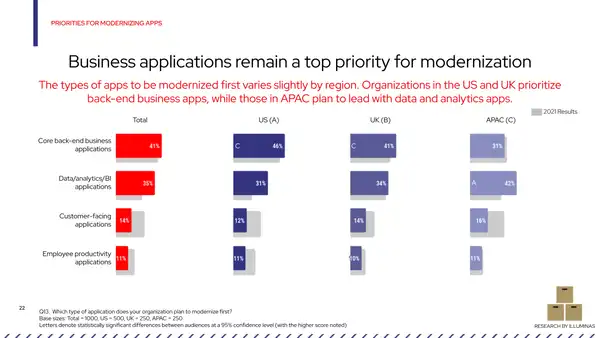 PRIORITIES FOR MODERNIZING APPS
Business applications remain a top priority for modernization
The types of apps to be modernized first varies slightly by region. Organizations in the US and UK prioritize
back-end business apps, while those in APAC plan to lead with data and analytics apps.
2021 Results
Total US (A) UK (B) APAC (C)
Core back-end business
applications
41% C 46% C 41% 31%
Data/analytics/BI
applications
35% 31% 34% A 42%
Customer-facing
applications
14% 12% 14% 16%
Employee productivity
applications
11% 11% 10% 11%
22
Q13. Which type of application does your organization plan to modernize first?
Base sizes: Total = 1000, US = 500, UK = 250, APAC = 250
Letters denote statistically significant differences between audiences at a 95% confidence level (with the higher score noted)
RESEARCH BY ILLUMINAS